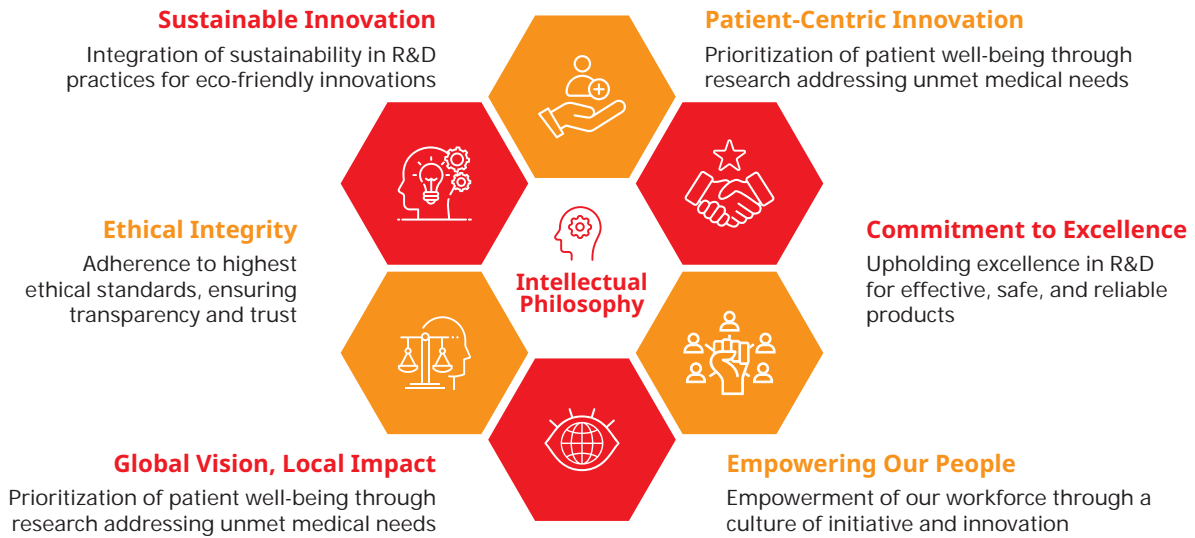 Sustainable Innovation
Integration of sustainability in R&D
practices for eco-friendly innovations
Patient-Centric Innovation
Prioritization of patient well-being through
research addressing unmet medical needs
Ethical Integrity
Adherence to highest
ethical standards, ensuring
transparency and trust
Intellectual
Philosophy
Commitment to Excellence
Upholding excellence in R&D
for effective, safe, and reliable
products
Global Vision, Local Impact
Prioritization of patient well-being through
research addressing unmet medical needs
Empowering Our People
Empowerment of our workforce through a
culture of initiative and innovation